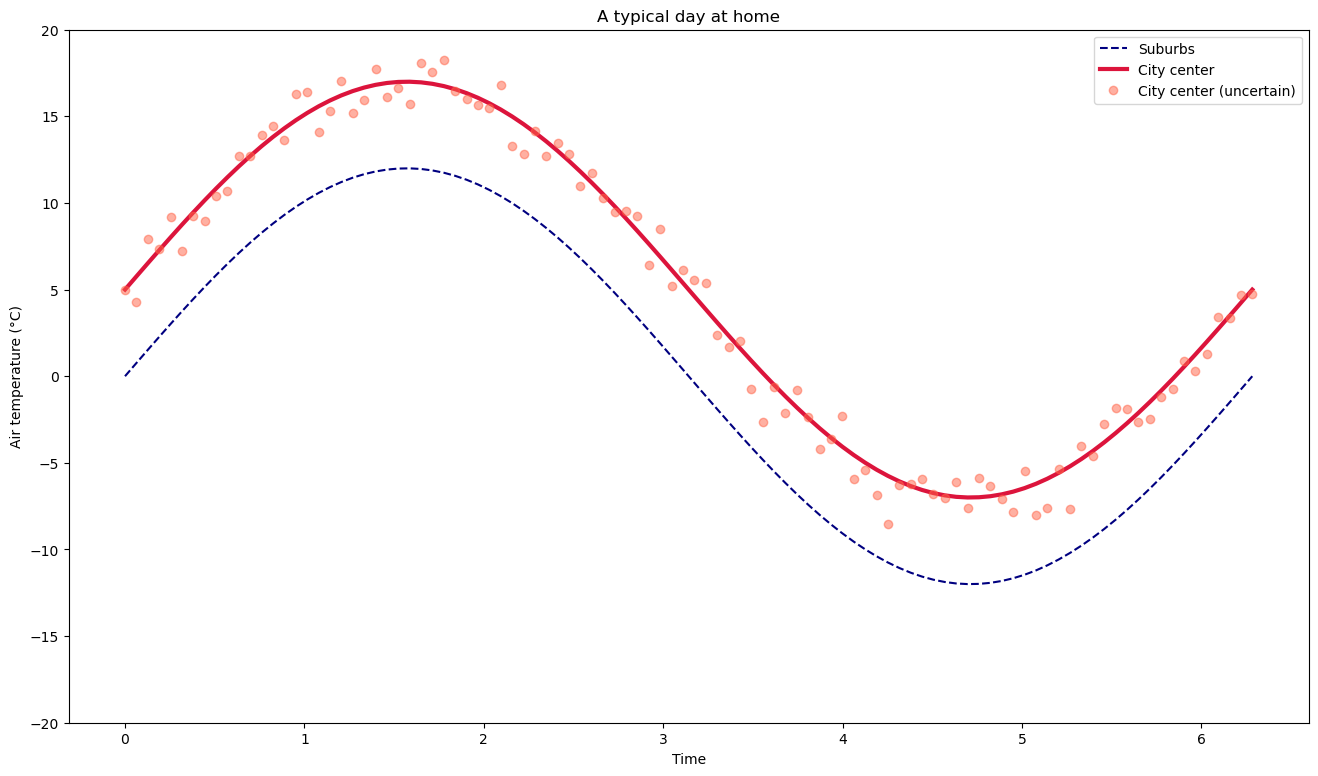 A typical day at home
Suburbs
City center
City center (uncertain)
Air temperature (°C)
20
15
10
5
0
−5
−10
−15
−20
0 1 2 3 4 5 6
Time